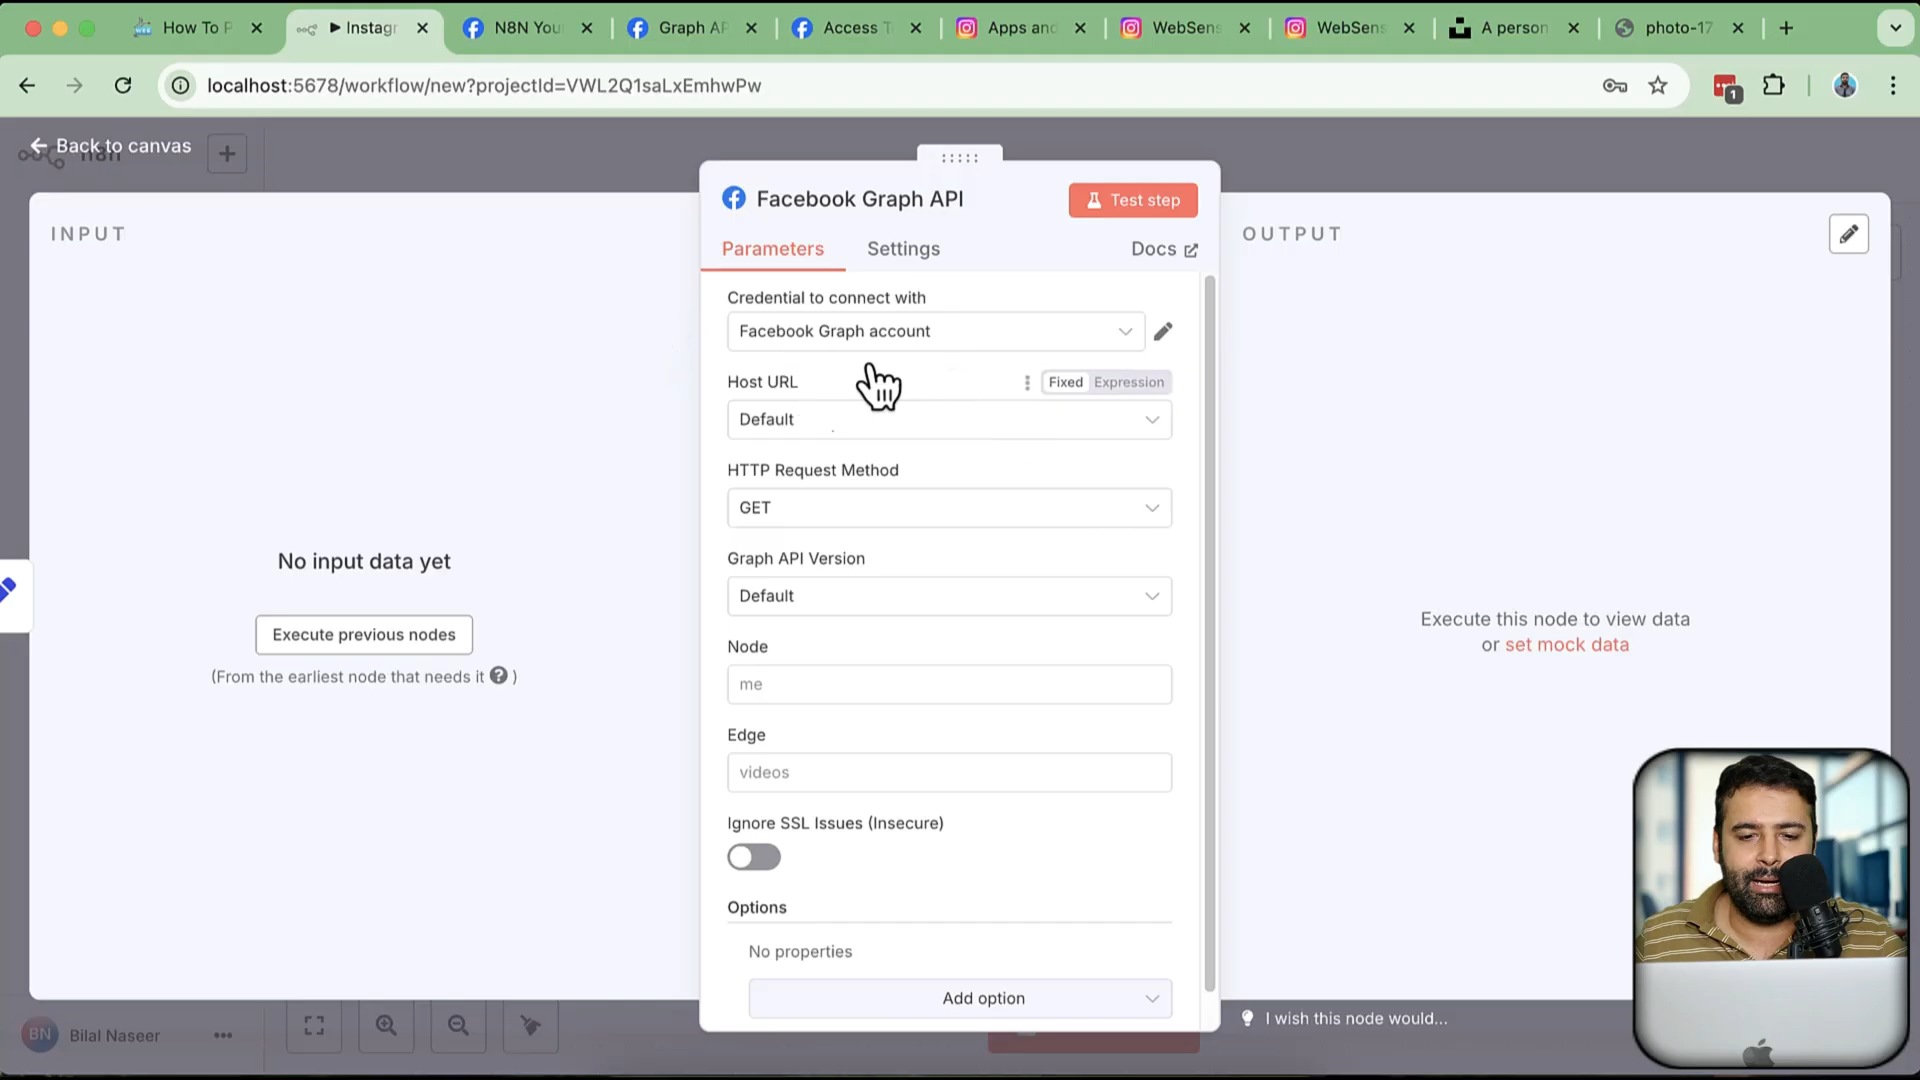 How To P
▶ Instagr
N8N You
Graph AP
Access T
Apps and
WebSens
WebSens
A person
photo-17
localhost:5678/workflow/new?projectId=VWL2Q1saLxEmhwPw
1
Back to canvas
n8n
Facebook Graph API
Test step
INPUT
Parameters
Settings
Docs
OUTPUT
Credential to connect with
Facebook Graph account
Host URL
Fixed
Expression
Default
HTTP Request Method
GET
Graph API Version
Default
No input data yet
Execute previous nodes
(From the earliest node that needs it ? )
Execute this node to view data
or set mock data
Node
me
Edge
videos
Ignore SSL Issues (Insecure)
Options
No properties
Add option
BN
Bilal Naseer
I wish this node would...